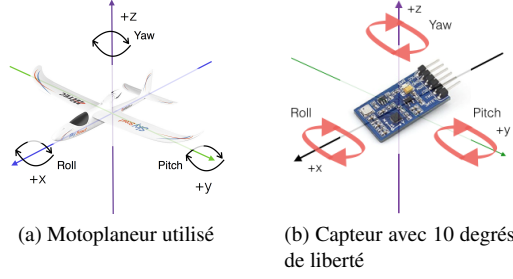 +z
Yaw
Roll
+x
Pitch
+y
(a) Motoplaneur utilisé
+z
Yaw
Roll
+x
Pitch
+y
(b) Capteur avec 10 degrés
de liberté